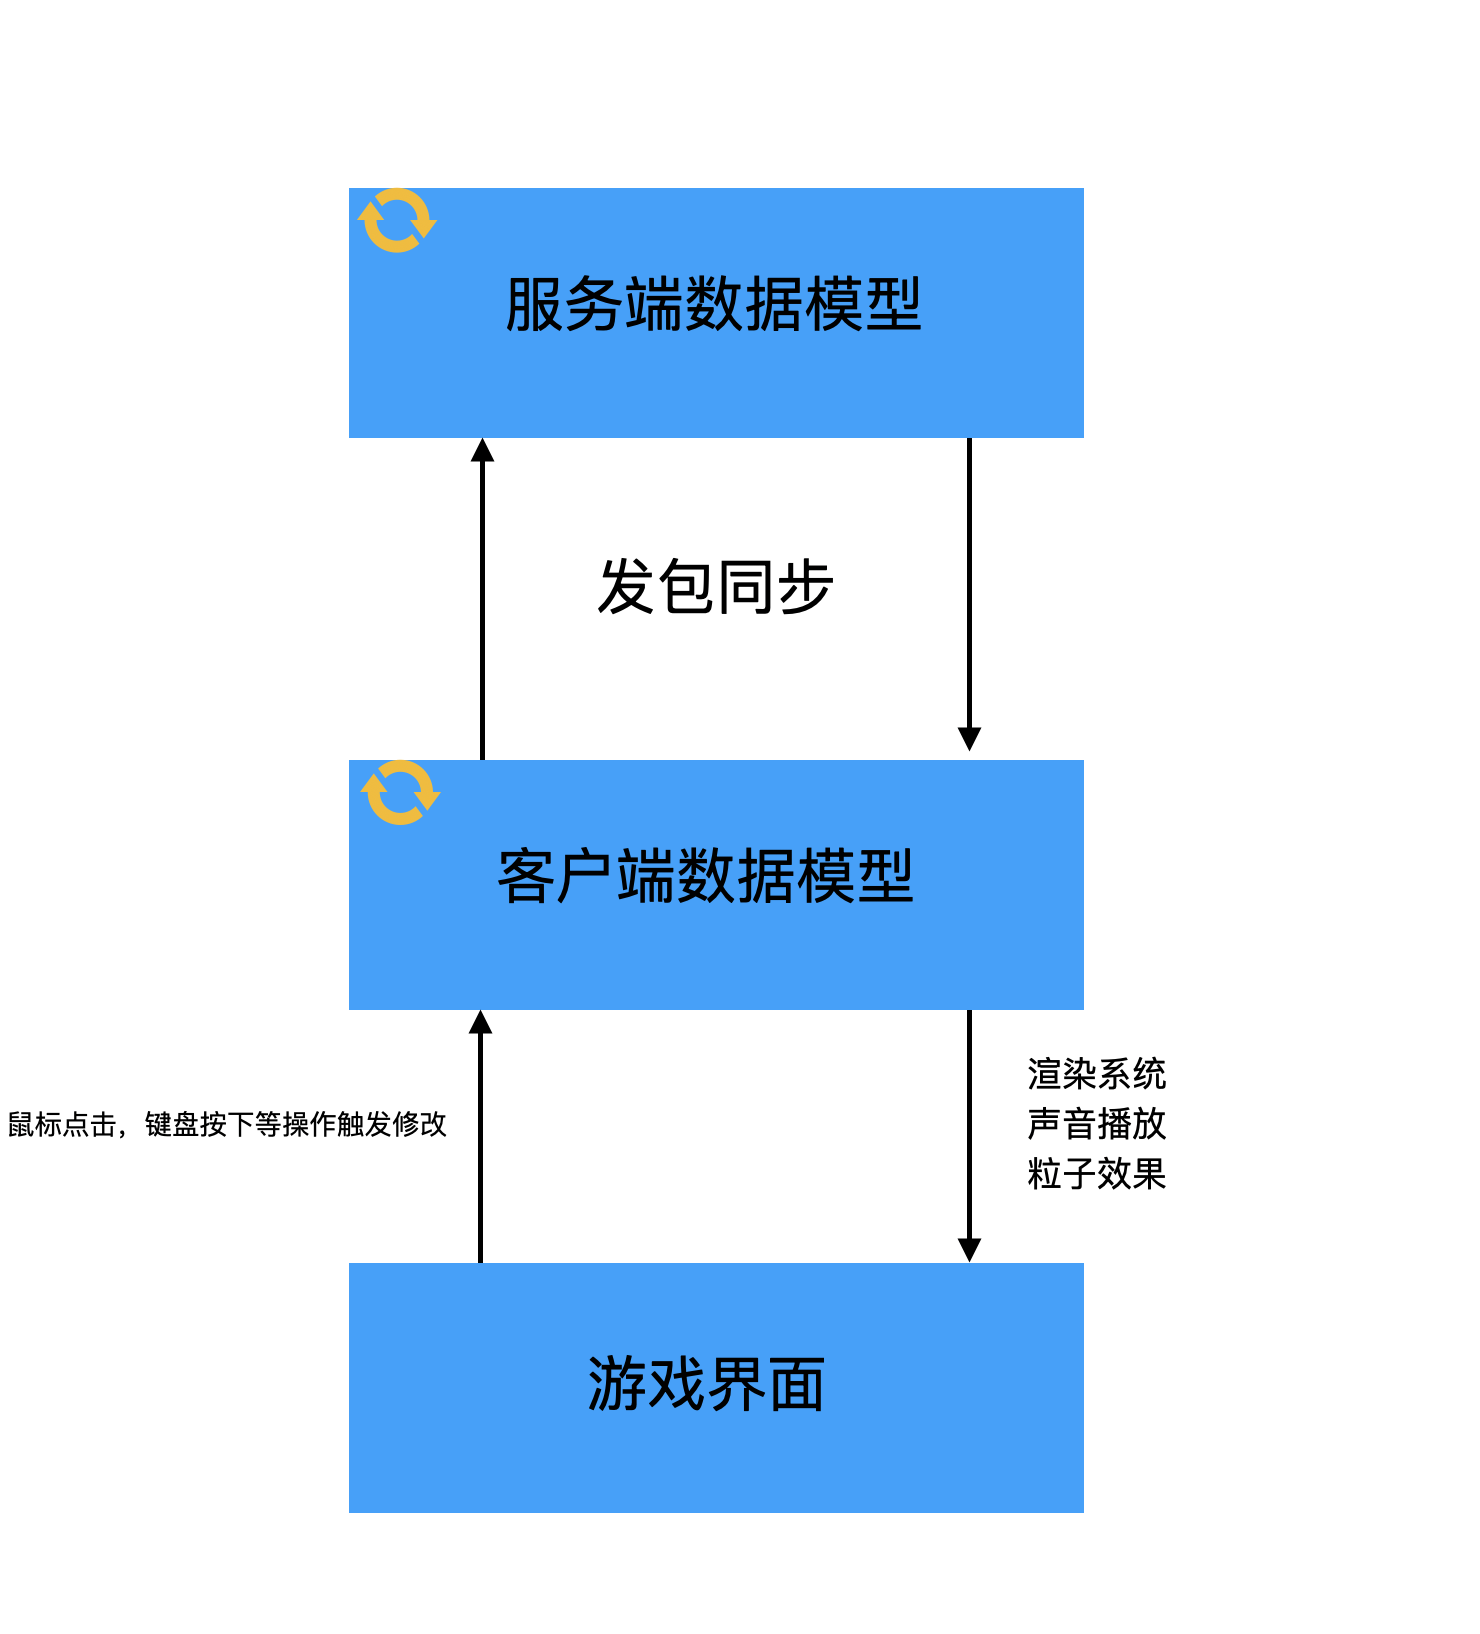 服务端数据模型
发包同步
客户端数据模型
鼠标点击，键盘按下等操作触发修改
渲染系统
声音播放
粒子效果
游戏界面